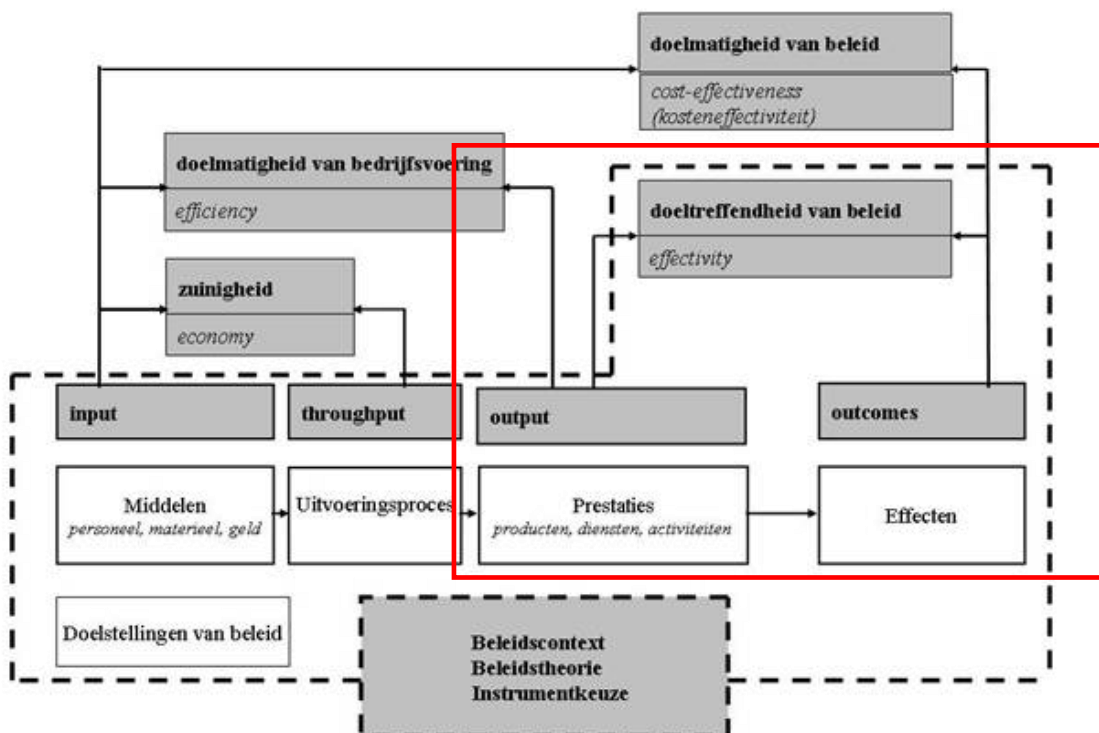 doelmatigheid van beleid
cost-effectiveness
(kosteneffectiviteit)
doelmatigheid van bedrijfsvoering
efficiency
doeltreffendheid van beleid
effectivity
zuinigheid
economy
input
throughput
output
outcomes
Middelen
personeel, materieel, geld
Uitvoeringsproces
Prestaties
producten, diensten, activiteiten
Effecten
Doelstellingen van beleid
Beleidscontext
Beleidstheorie
Instrumentkeuze